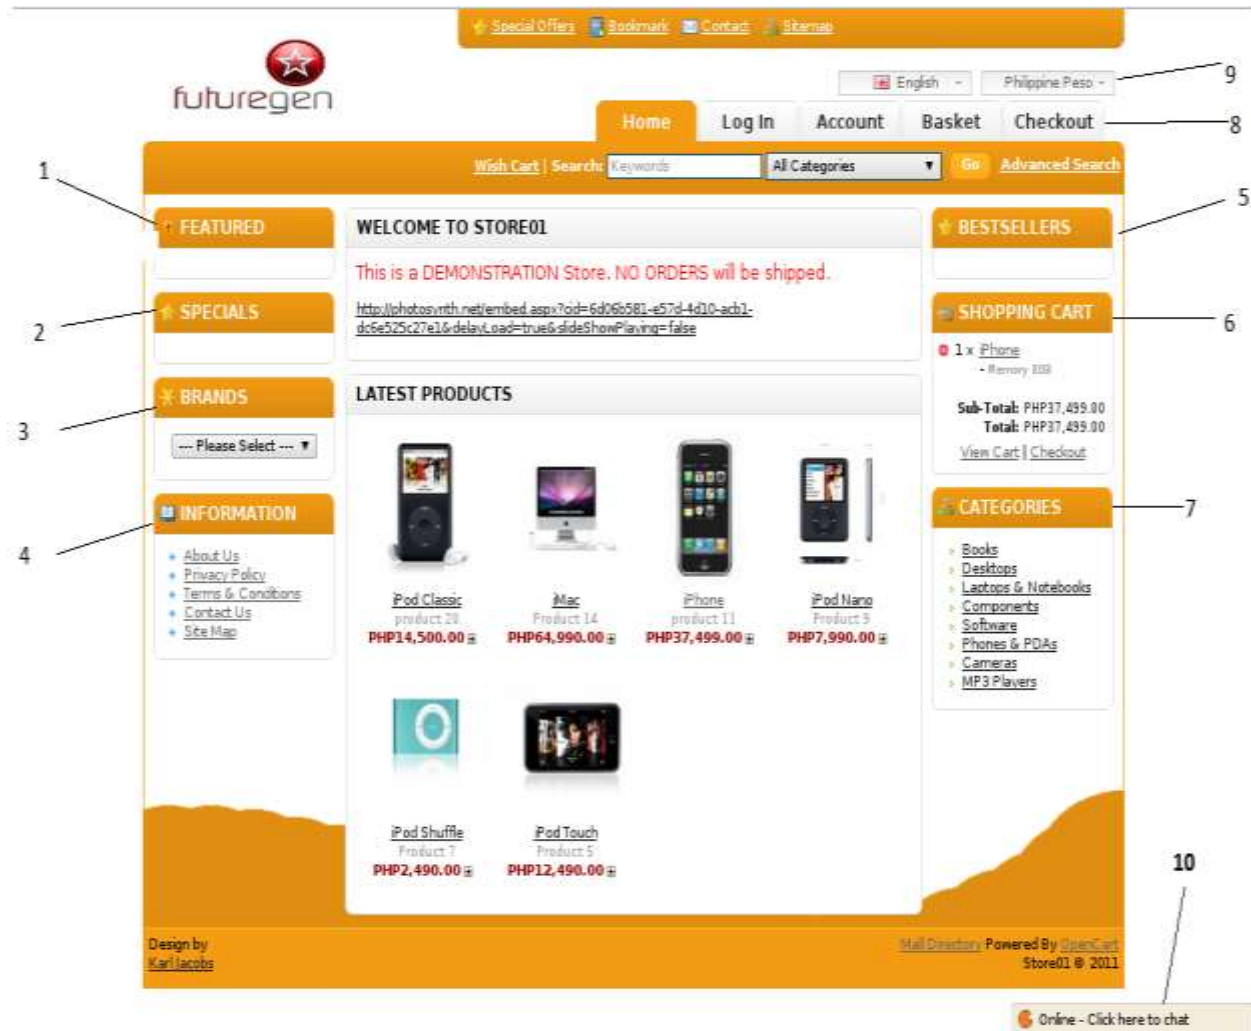 Special Offers Bookmark Contact Sitemap
futuregen
English Philippine Peso 9
Home Log In Account Basket Checkout 8
Wish Cart | Search: Keywords All Categories Go Advanced Search
1
5
FEATURED
WELCOME TO STORE01
BESTSELLERS
This is a DEMONSTRATION Store. NO ORDERS will be shipped.
http://photosynth.net/embed.aspx?cid=6d06b581-e57d-4d10-acb1-
dc6e525c27e1&delayLoad=true&slideShowPlaying=false
2
SPECIALS
SHOPPING CART
6
1 x iPhone
- Memory
Sub-Total: PHP37,499.00
Total: PHP37,499.00
View Cart | Checkout
3
BRANDS
--- Please Select ---
LATEST PRODUCTS
4
INFORMATION
About Us
Privacy Policy
Terms & Conditions
Contact Us
Site Map
CATEGORIES
7
Books
Desktops
Laptops & Notebooks
Components
Software
Phones & PDAs
Cameras
MP3 Players
iPod Classic
product 20
PHP14,500.00
iMac
Product 14
PHP64,990.00
iPhone
product 11
PHP37,499.00
iPod Nano
Product 9
PHP7,990.00
iPod Shuffle
Product 7
PHP2,490.00
iPod Touch
Product 5
PHP12,490.00
10
Design by
Karl Jacobs
Mall Directory Powered By OpenCart
Store01 © 2011
Online - Click here to chat